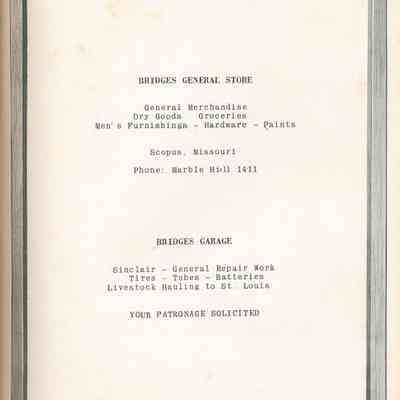 BRIDGES GENERAL STORE
General Merchandise
Dry Goods Groceries
Men's Furnishings - Hardware - Paints
Scopus, Missouri
Phone: Marble Hill 1411
BRIDGES GARAGE
Sinclair - General Repair Work
Tires - Tubes - Batteries
Livestock Hauling to St. Louis
YOUR PATRONAGE SOLICITED